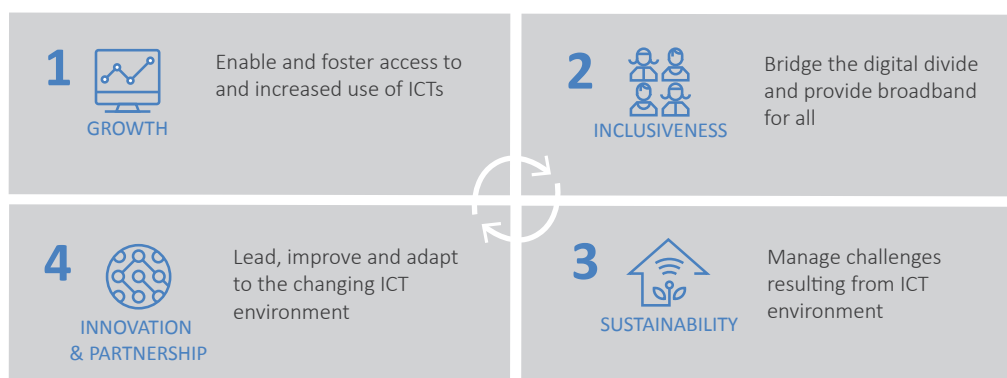 1
GROWTH
Enable and foster access to
and increased use of ICTs
2
INCLUSIVENESS
Bridge the digital divide
and provide broadband
for all
4
INNOVATION
& PARTNERSHIP
Lead, improve and adapt
to the changing ICT
environment
3
SUSTAINABILITY
Manage challenges
resulting from ICT
environment